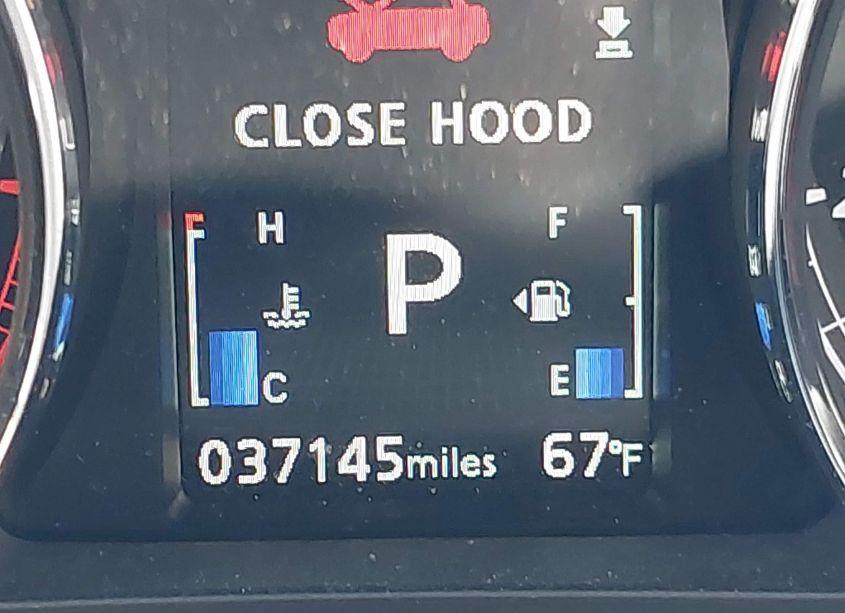 CLOSE HOOD
H F
P
C E
037145miles 67°F